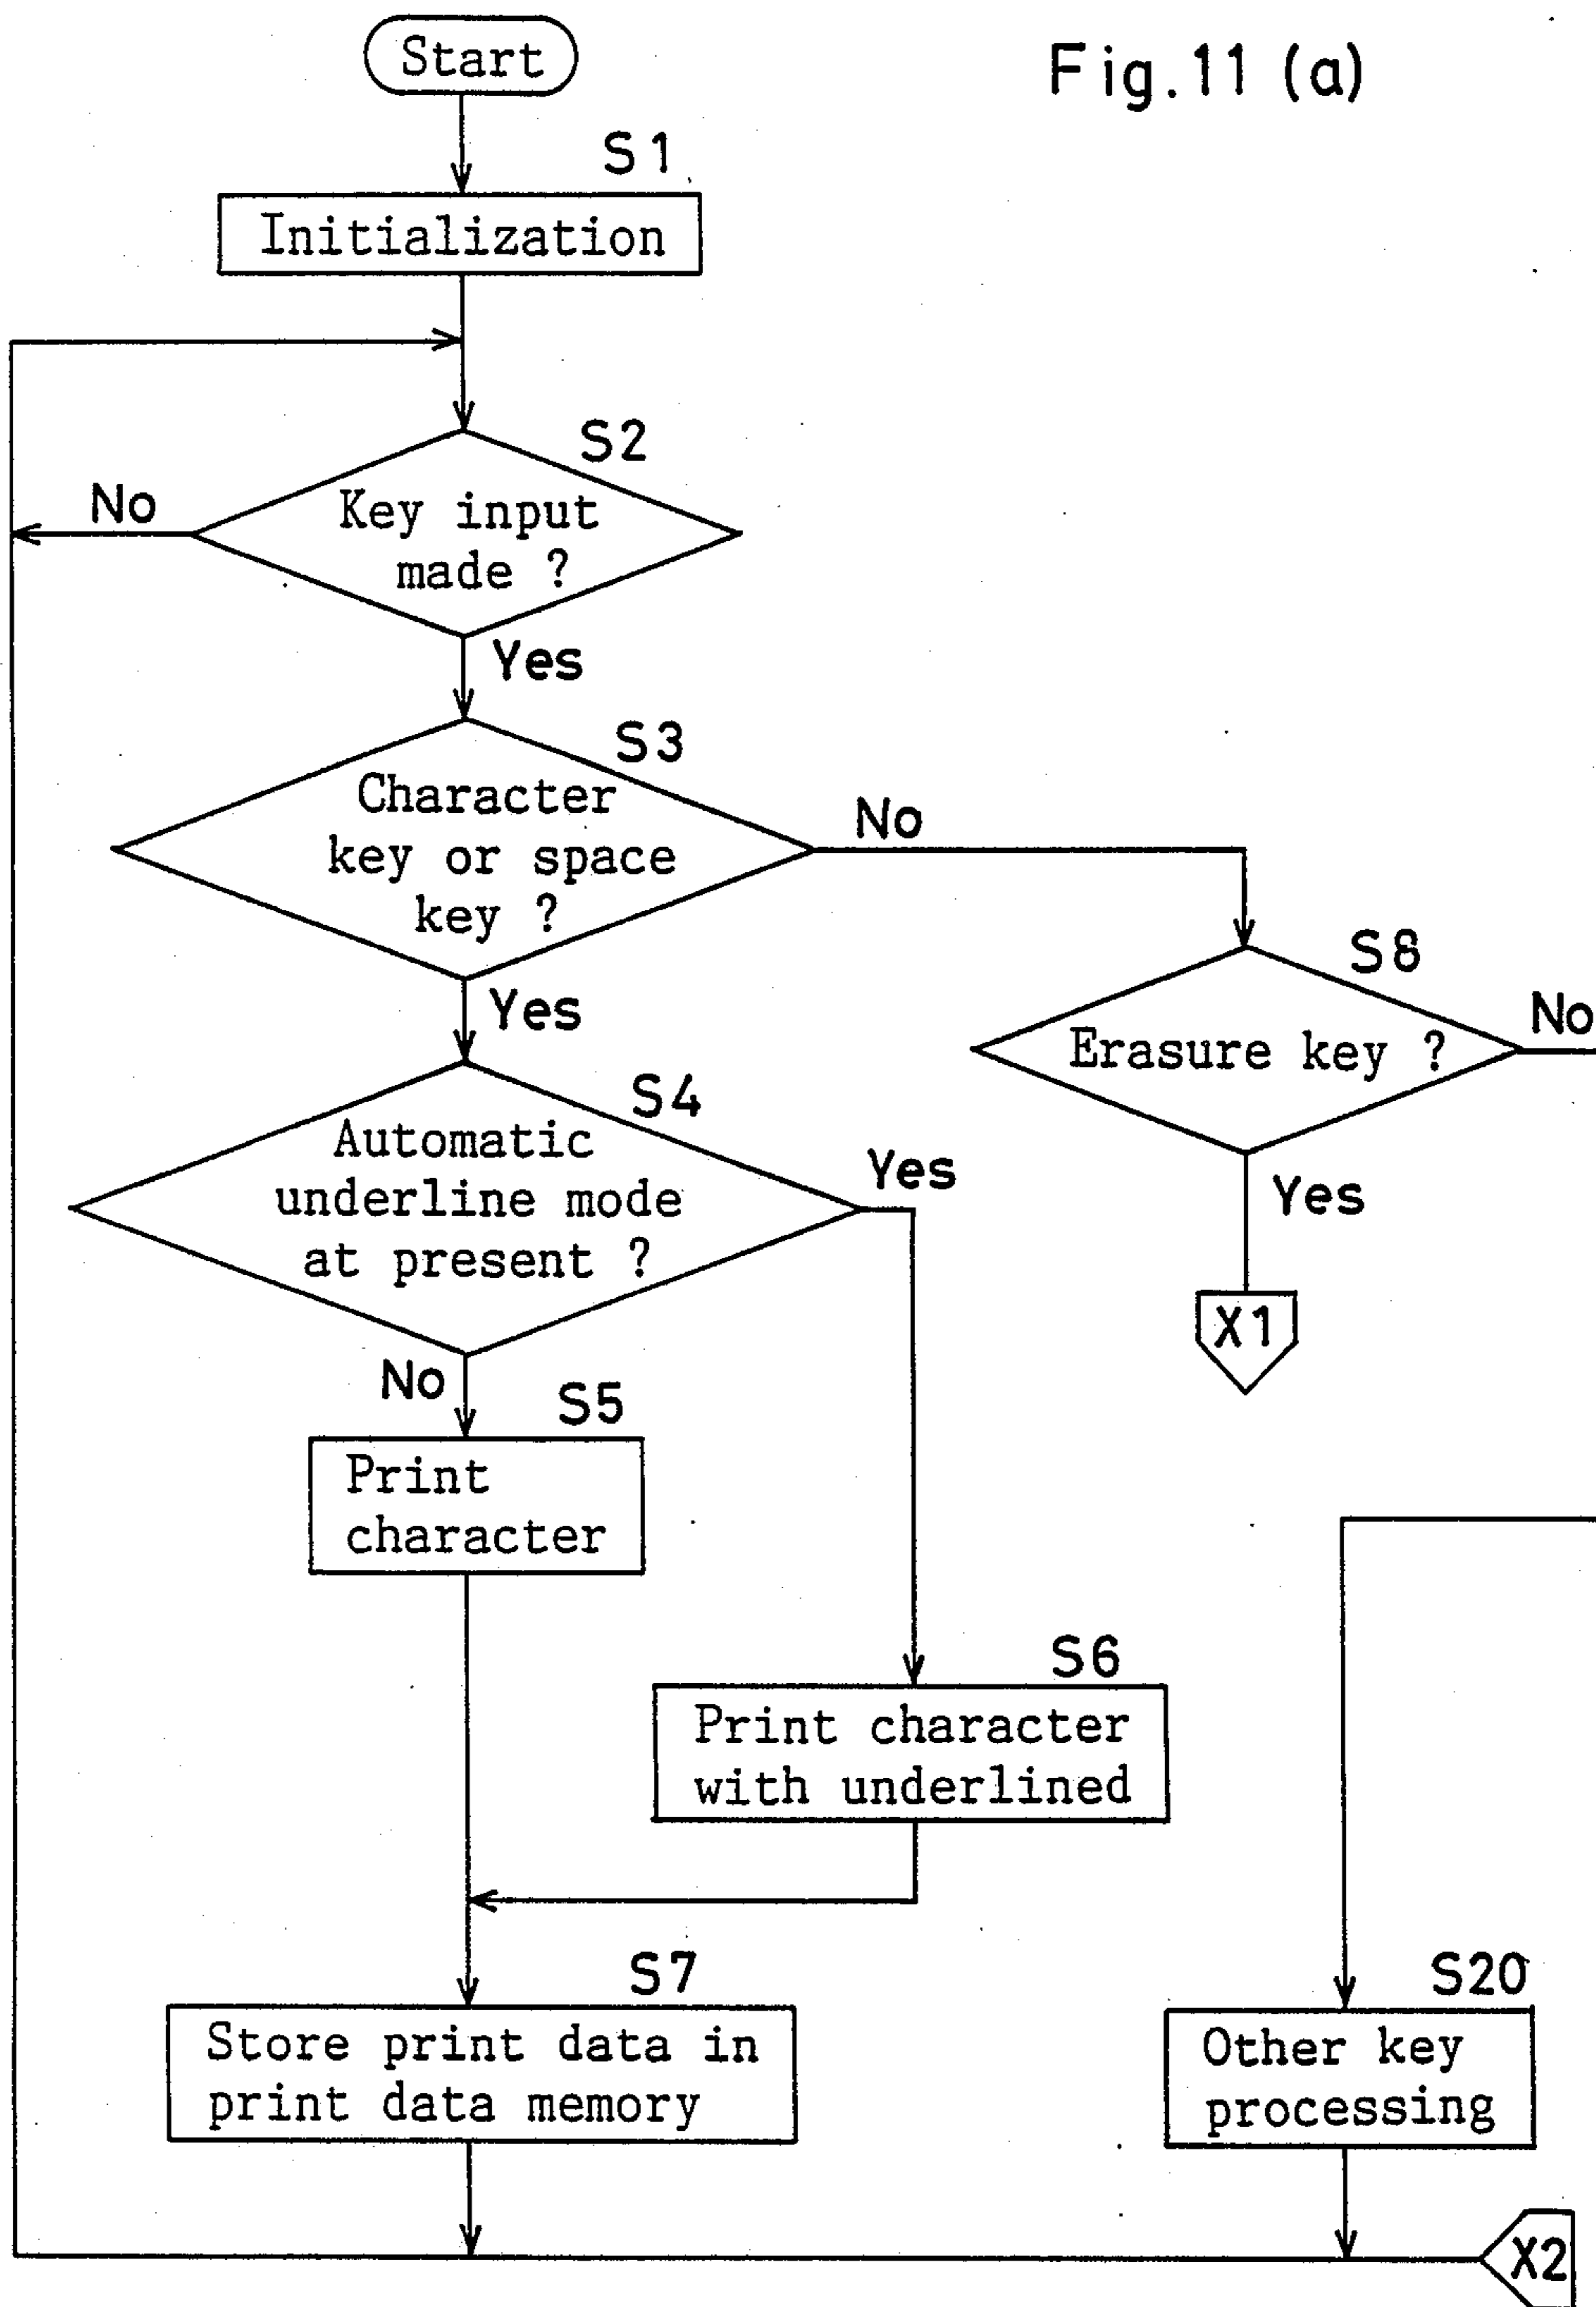 Start
Fig.11 (a)
S1
Initialization
S2
No
Key input
made ?
Yes
S3
Character
key or space
key ?
No
Yes
S8
Erasure key ?
No
Yes
X1
S4
Automatic
underline mode
at present ?
Yes
No
S5
Print
character
S6
Print character
with underlined
S7
Store print data in
print data memory
S20
Other key
processing
X2